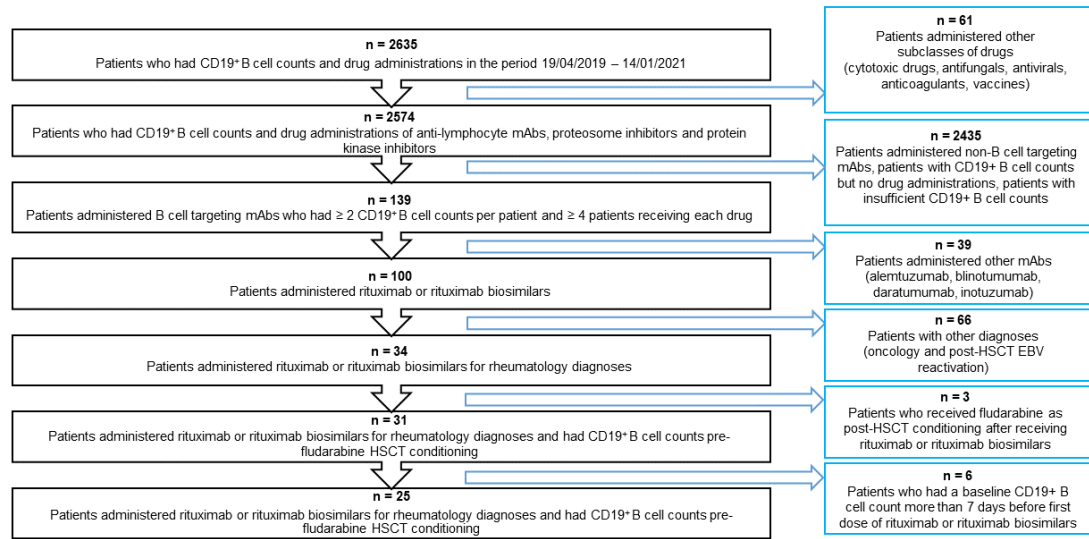 n = 2635
Patients who had CD19⁺ B cell counts and drug administrations in the period 19/04/2019 – 14/01/2021
n = 61
Patients administered other
subclasses of drugs
(cytotoxic drugs, antifungals, antivirals,
anticoagulants, vaccines)
n = 2574
Patients who had CD19⁺ B cell counts and drug administrations of anti-lymphocyte mAbs, proteosome inhibitors and protein
kinase inhibitors
n = 2435
Patients administered non-B cell targeting
mAbs, patients with CD19+ B cell counts
but no drug administrations, patients with
insufficient CD19+ B cell counts
n = 139
Patients administered B cell targeting mAbs who had ≥ 2 CD19⁺ B cell counts per patient and ≥ 4 patients receiving each drug
n = 39
Patients administered other mAbs
(alemtuzumab, blinotumumab,
daratumumab, inotuzumab)
n = 100
Patients administered rituximab or rituximab biosimilars
n = 66
Patients with other diagnoses
(oncology and post-HSCT EBV
reactivation)
n = 34
Patients administered rituximab or rituximab biosimilars for rheumatology diagnoses
n = 3
Patients who received fludarabine as
post-HSCT conditioning after receiving
rituximab or rituximab biosimilars
n = 31
Patients administered rituximab or rituximab biosimilars for rheumatology diagnoses and had CD19⁺ B cell counts pre-
fludarabine HSCT conditioning
n = 6
Patients who had a baseline CD19+ B
cell count more than 7 days before first
dose of rituximab or rituximab biosimilars
n = 25
Patients administered rituximab or rituximab biosimilars for rheumatology diagnoses and had CD19⁺ B cell counts pre-
fludarabine HSCT conditioning